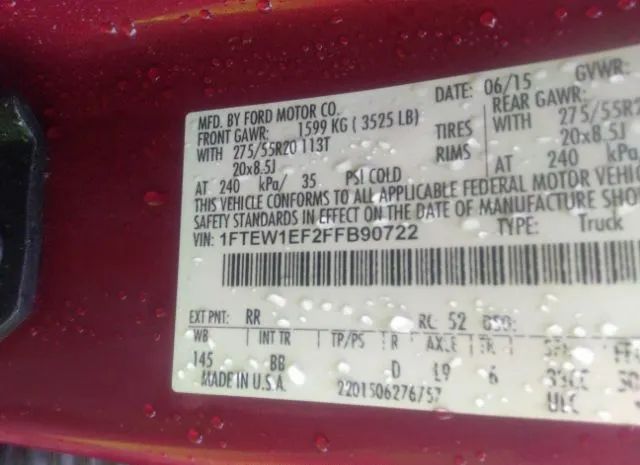 MFD. BY FORD MOTOR CO.
DATE: 06/15 GVWR:
FRONT GAWR: 1599 KG ( 3525 LB)
REAR GAWR:
WITH 275/55R20 113T TIRES WITH 275/55R
20x8.5J RIMS 20x8.5J
AT 240 kPa/ 35 PSI COLD AT 240 kPa
THIS VEHICLE CONFORMS TO ALL APPLICABLE FEDERAL MOTOR VEHIC
SAFETY STANDARDS IN EFFECT ON THE DATE OF MANUFACTURE SHO
VIN: 1FTEW1EF2FFB90722 TYPE: Truck
EXT PNT: RR RC: 52 DSO:
WB INT TR TP/PS R AXLE TR
145 BB D L9 6
MADE IN U.S.A. 2201506276757 ULC